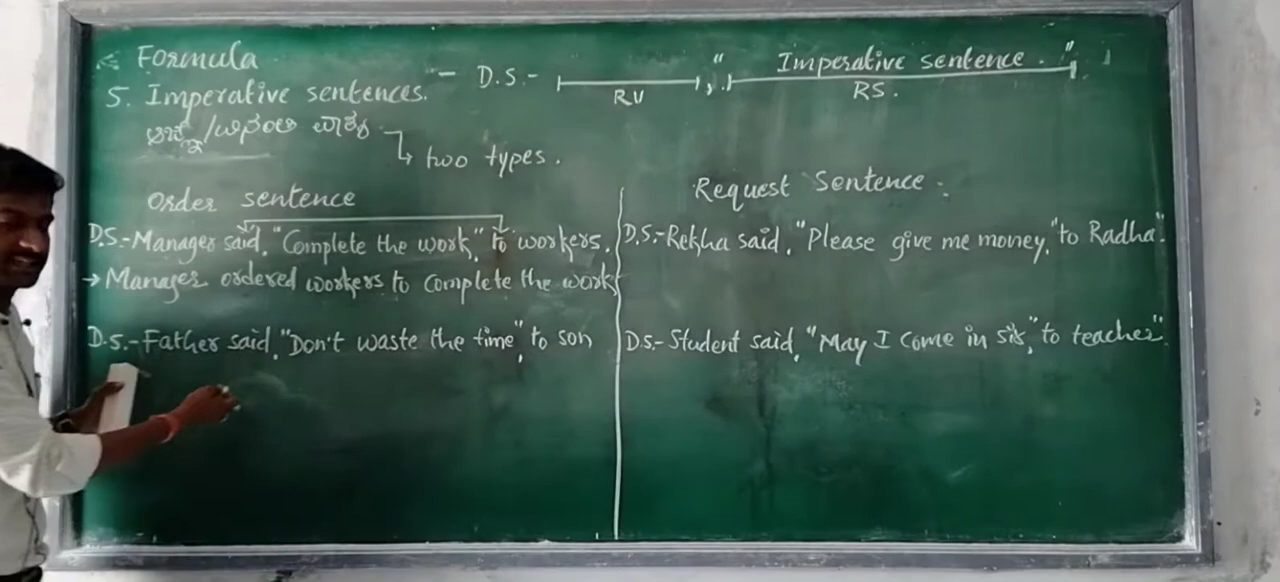 Formula
5. Imperative sentences. - D.S.- RV , " Imperative sentence . " RS .
ಆಜ್ಞೆ / ವಾಕ್ಯ
↳ two types .
Order sentence
D.S.-Manager said, "Complete the work," to workers.
→ Manager ordered workers to complete the work
D.S.-Father said, "Don't waste the time", to son
Request Sentence :
D.S.-Rekha said, "Please give me money," "to Radha".
D.S.- Student said, "May I come in sir," to teacher".